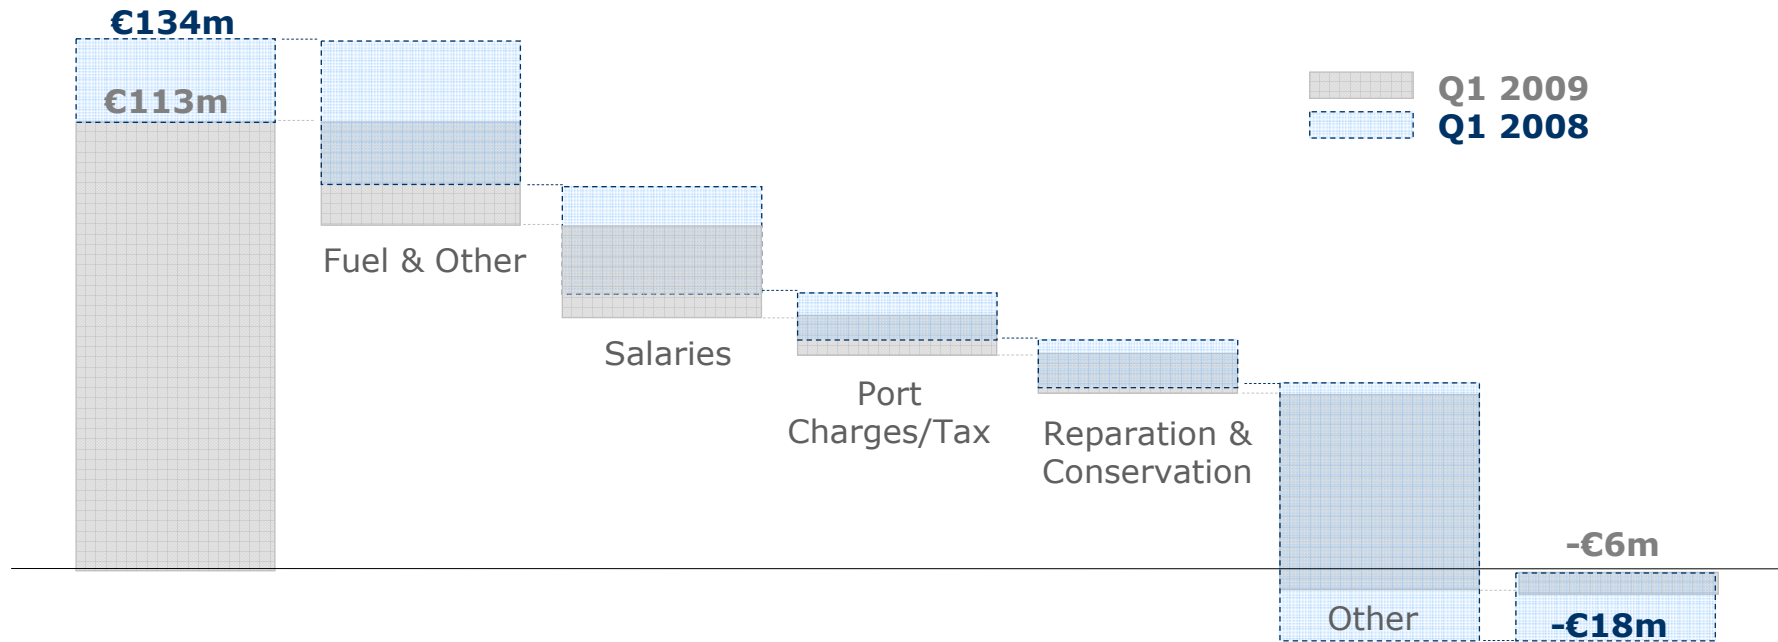 €134m
€113m
Q1 2009
Q1 2008
Fuel & Other
Salaries
Port
Charges/Tax
Reparation &
Conservation
Other
-€6m
-€18m